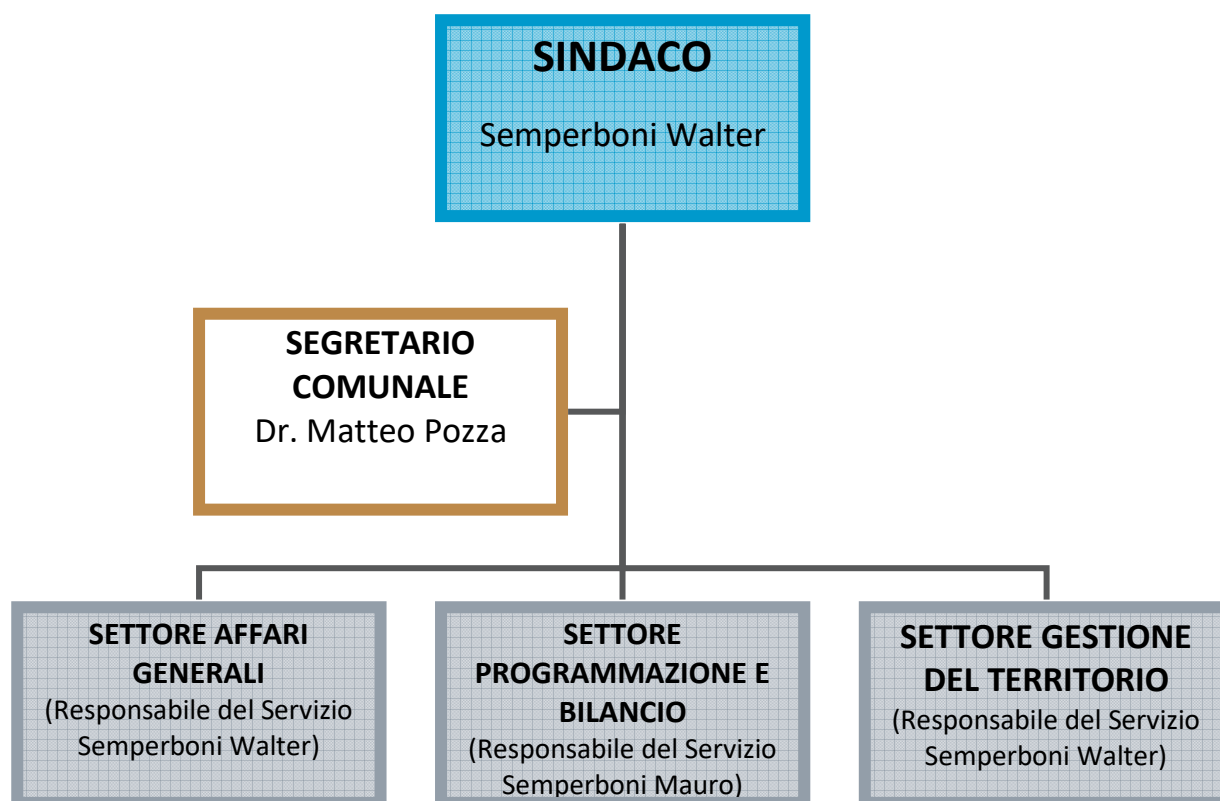 SINDACO
Semperboni Walter
SEGRETARIO
COMUNALE
Dr. Matteo Pozza
SETTORE AFFARI
GENERALI
(Responsabile del Servizio
Semperboni Walter)
SETTORE
PROGRAMMAZIONE E
BILANCIO
(Responsabile del Servizio
Semperboni Mauro)
SETTORE GESTIONE
DEL TERRITORIO
(Responsabile del Servizio
Semperboni Walter)